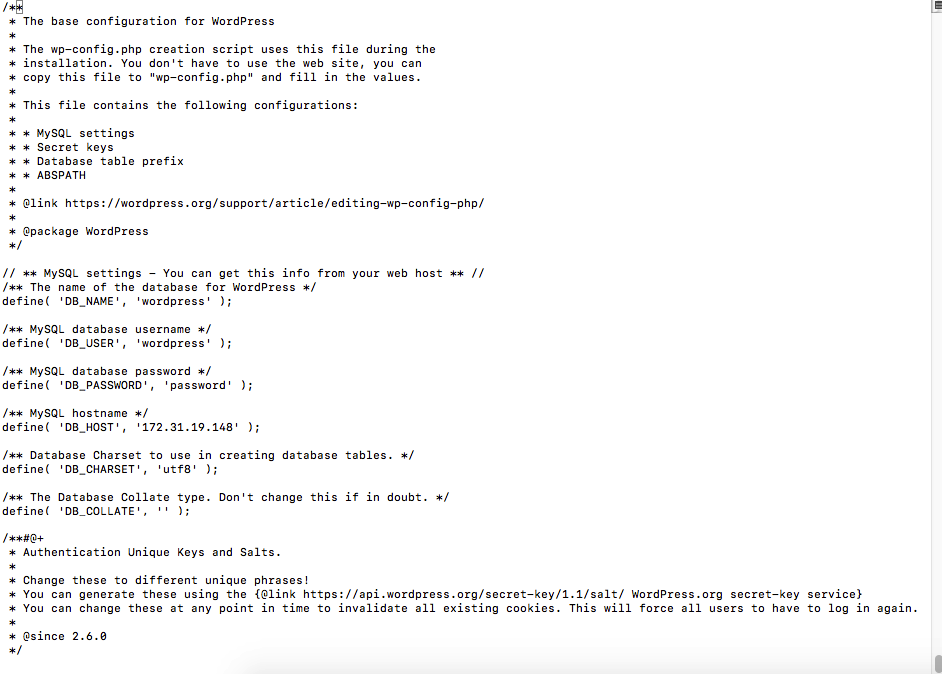 /**
 * The base configuration for WordPress
 *
 * The wp-config.php creation script uses this file during the
 * installation. You don't have to use the web site, you can
 * copy this file to "wp-config.php" and fill in the values.
 *
 * This file contains the following configurations:
 *
 * * MySQL settings
 * * Secret keys
 * * Database table prefix
 * * ABSPATH
 *
 * @link https://wordpress.org/support/article/editing-wp-config-php/
 *
 * @package WordPress
 */

// ** MySQL settings - You can get this info from your web host ** //
/** The name of the database for WordPress */
define( 'DB_NAME', 'wordpress' );

/** MySQL database username */
define( 'DB_USER', 'wordpress' );

/** MySQL database password */
define( 'DB_PASSWORD', 'password' );

/** MySQL hostname */
define( 'DB_HOST', '172.31.19.148' );

/** Database Charset to use in creating database tables. */
define( 'DB_CHARSET', 'utf8' );

/** The Database Collate type. Don't change this if in doubt. */
define( 'DB_COLLATE', '' );

/**#@+
 * Authentication Unique Keys and Salts.
 *
 * Change these to different unique phrases!
 * You can generate these using the {@link https://api.wordpress.org/secret-key/1.1/salt/ WordPress.org secret-key service}
 * You can change these at any point in time to invalidate all existing cookies. This will force all users to have to log in again.
 *
 * @since 2.6.0
 */